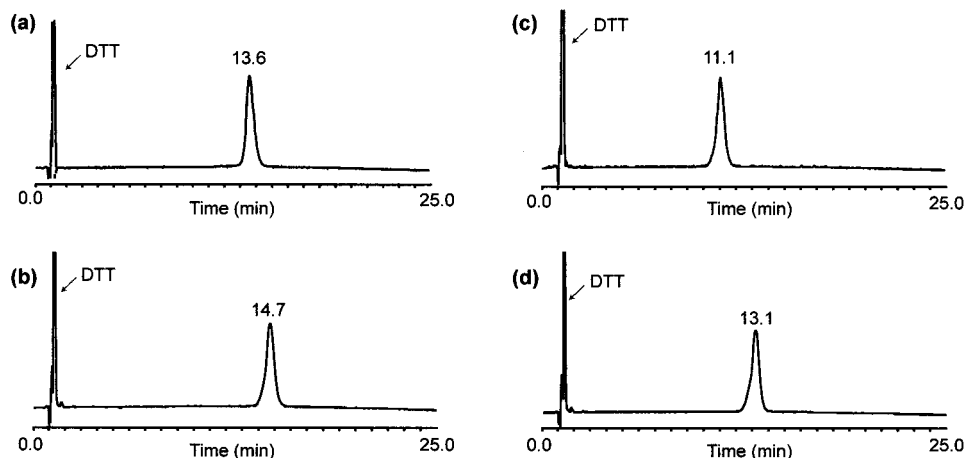 (a)
DTT
13.6
0.0
Time (min)
25.0
(b)
DTT
14.7
0.0
Time (min)
25.0
(c)
DTT
11.1
0.0
Time (min)
25.0
(d)
DTT
13.1
0.0
Time (min)
25.0